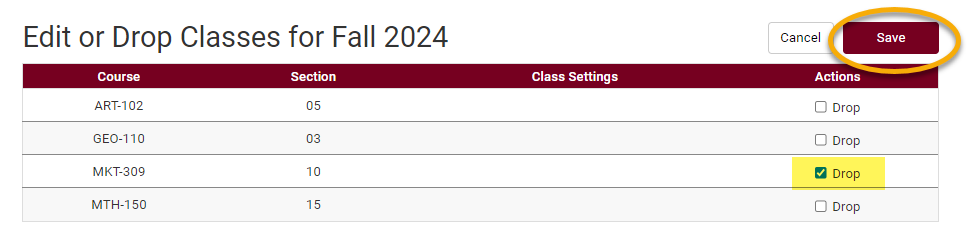 Edit or Drop Classes for Fall 2024
Cancel
Save
Course Section Class Settings Actions
ART-102 05 Drop
GEO-110 03 Drop
MKT-309 10 Drop
MTH-150 15 Drop